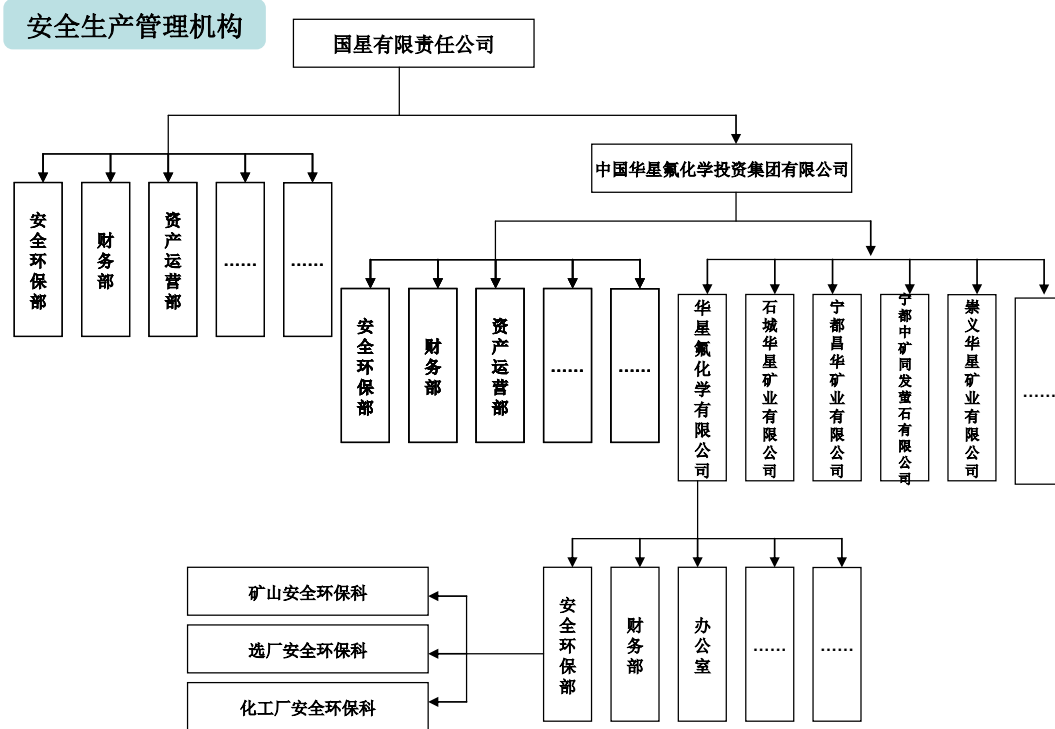 安全生产管理机构
国星有限责任公司
中国华星氟化学投资集团有限公司
安全环保部
财务部
资产运营部
……
……
安全环保部
财务部
资产运营部
……
……
华星氟化学有限公司
石城华星矿业有限公司
宁都昌华矿业有限公司
宁都中矿同发萤石有限公司
崇义华星矿业有限公司
……
安全环保部
财务部
办公室
……
……
矿山安全环保科
选厂安全环保科
化工厂安全环保科